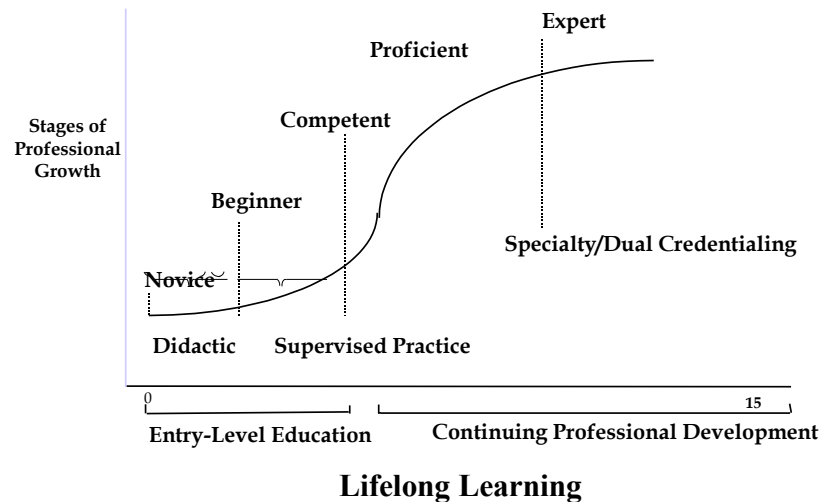 Expert
Proficient
Stages of
Professional
Growth
Competent
Beginner
Specialty/Dual Credentialing
Novice
Didactic
Supervised Practice
0
15
Entry-Level Education
Continuing Professional Development
Lifelong Learning